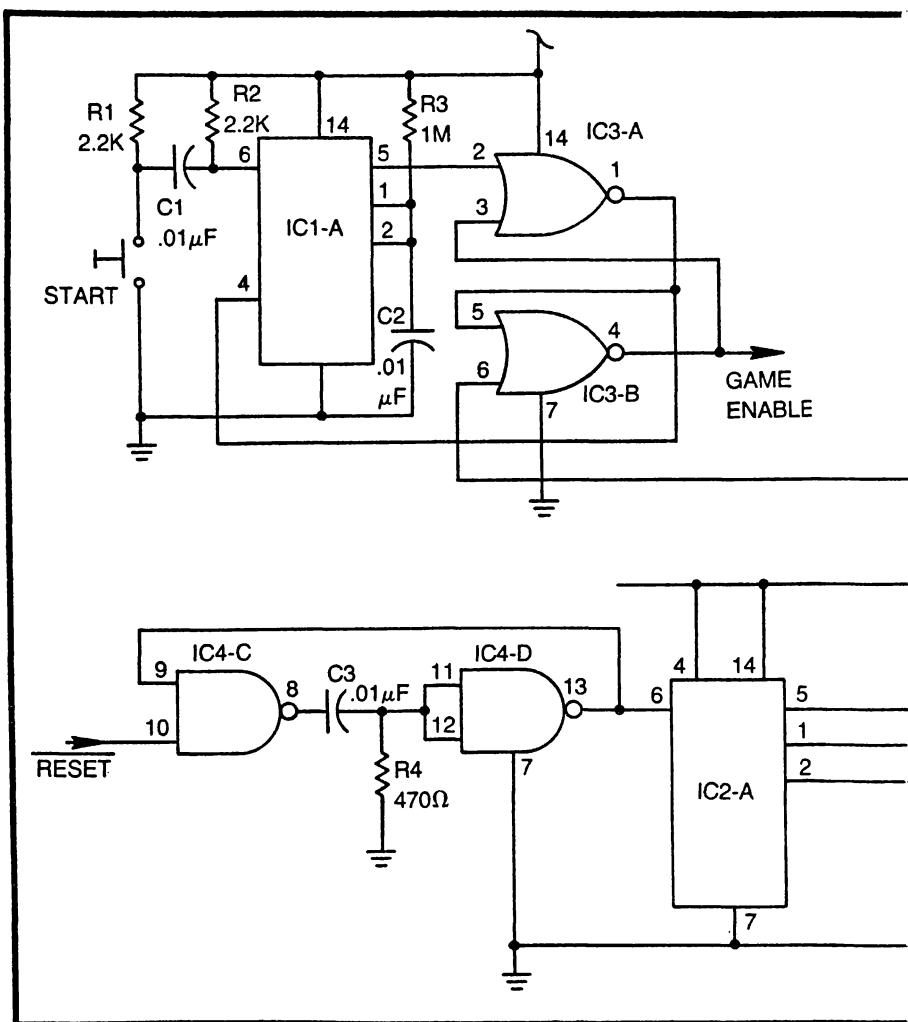 R1
2.2K
R2
2.2K
14
R3
1M
6
5
1
2
4
IC1-A
C1
.01μF
START
C2
.01
μF
2
3
14
IC3-A
1
5
6
4
IC3-B
7
GAME
ENABLE
9
10
IC4-C
8
C3
.01μF
RESET
R4
470Ω
11
12
IC4-D
13
7
6
4
14
5
1
2
IC2-A
7